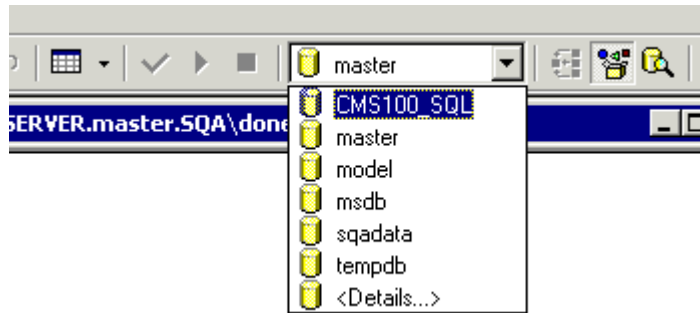 master
SERVER.master.SQA\done
CMS100_SQL
master
model
msdb
sqadata
tempdb
<Details...>